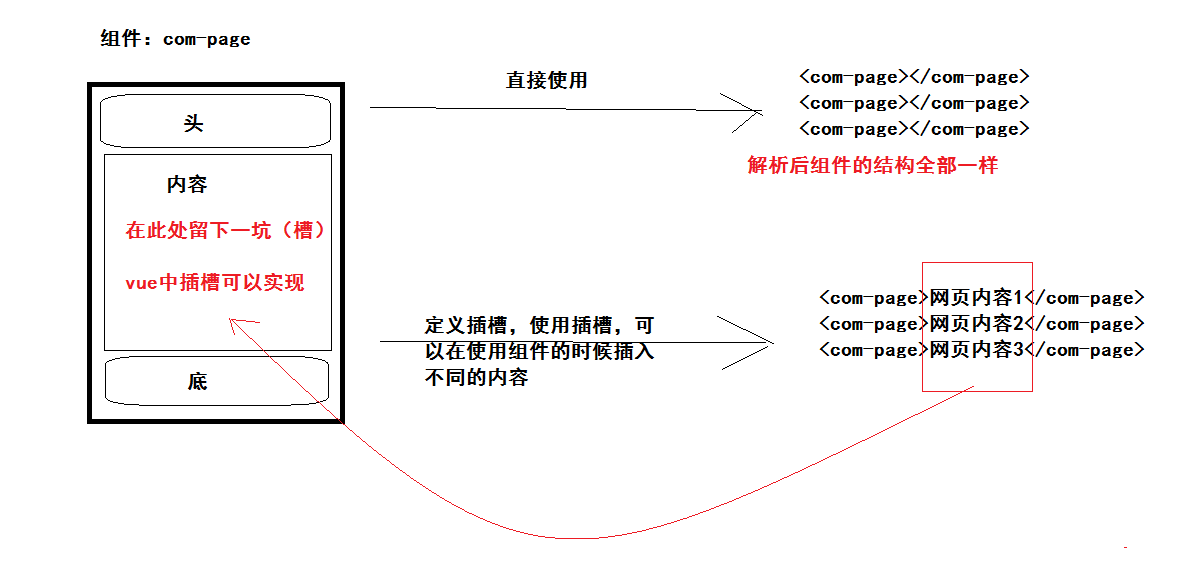 组件：com-page
头
内容
在此处留下一坑（槽）
vue中插槽可以实现
底
直接使用
<com-page></com-page>
<com-page></com-page>
<com-page></com-page>
解析后组件的结构全部一样
定义插槽，使用插槽，可
以在使用组件的时候插入
不同的内容
<com-page>网页内容1</com-page>
<com-page>网页内容2</com-page>
<com-page>网页内容3</com-page>